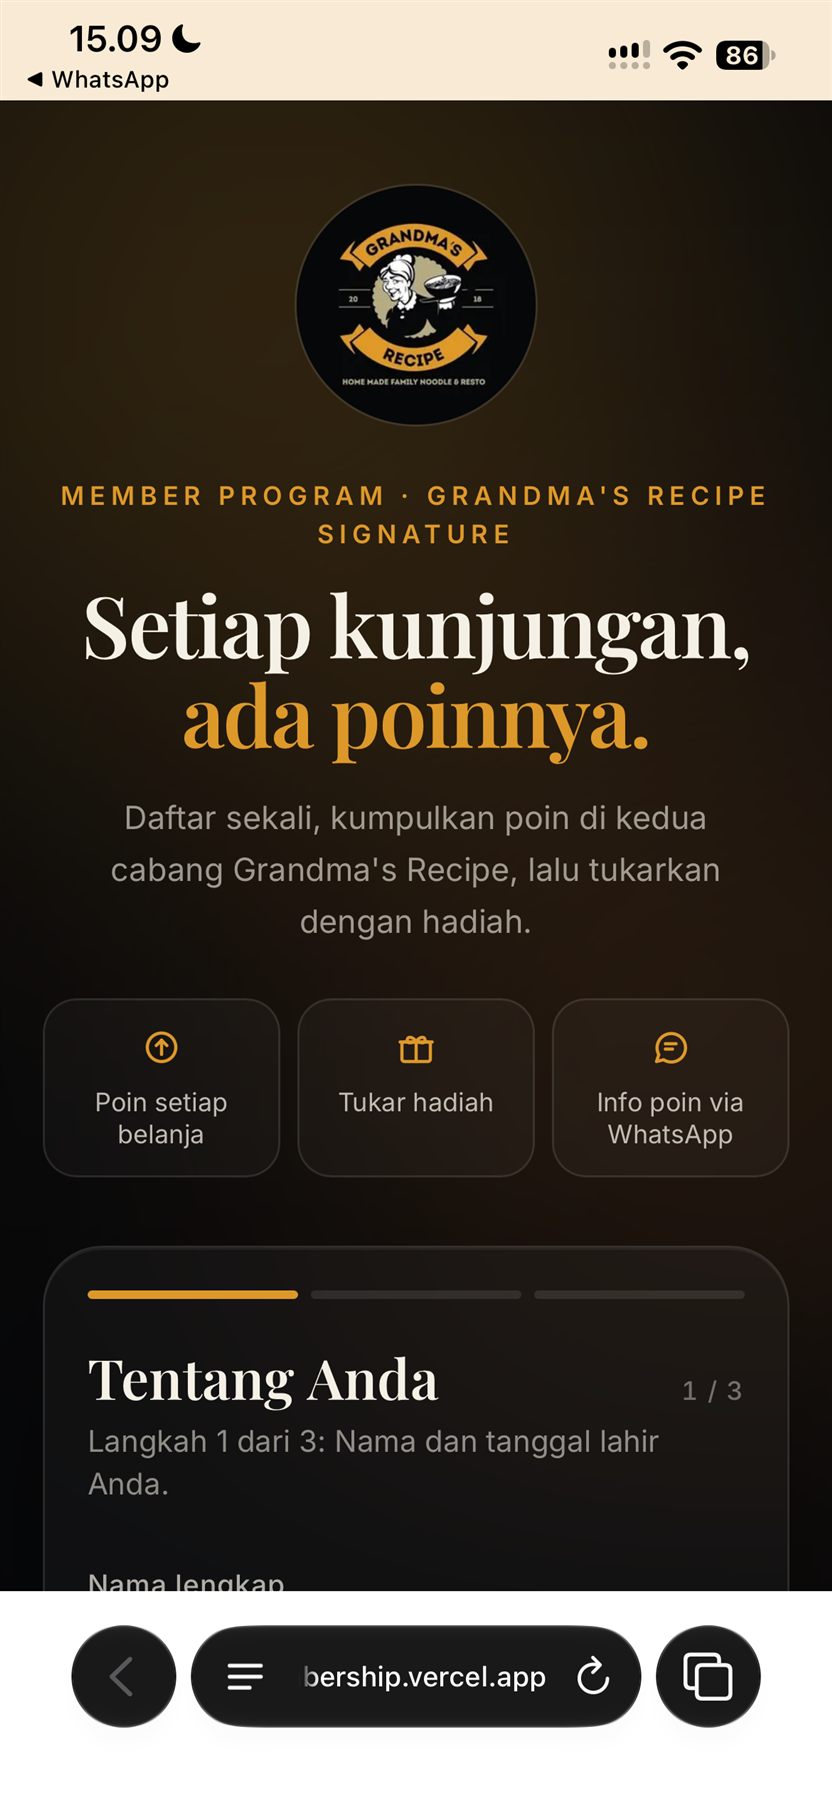 15.09
WhatsApp
86
GRANDMA'S
20 18
RECIPE
HOME MADE FAMILY NOODLE & RESTO
MEMBER PROGRAM · GRANDMA'S RECIPE
SIGNATURE
Setiap kunjungan,
ada poinnya.
Daftar sekali, kumpulkan poin di kedua
cabang Grandma's Recipe, lalu tukarkan
dengan hadiah.
Poin setiap
belanja
Tukar hadiah
Info poin via
WhatsApp
Tentang Anda
1 / 3
Langkah 1 dari 3: Nama dan tanggal lahir
Anda.
Nama lengkap
bership.vercel.app